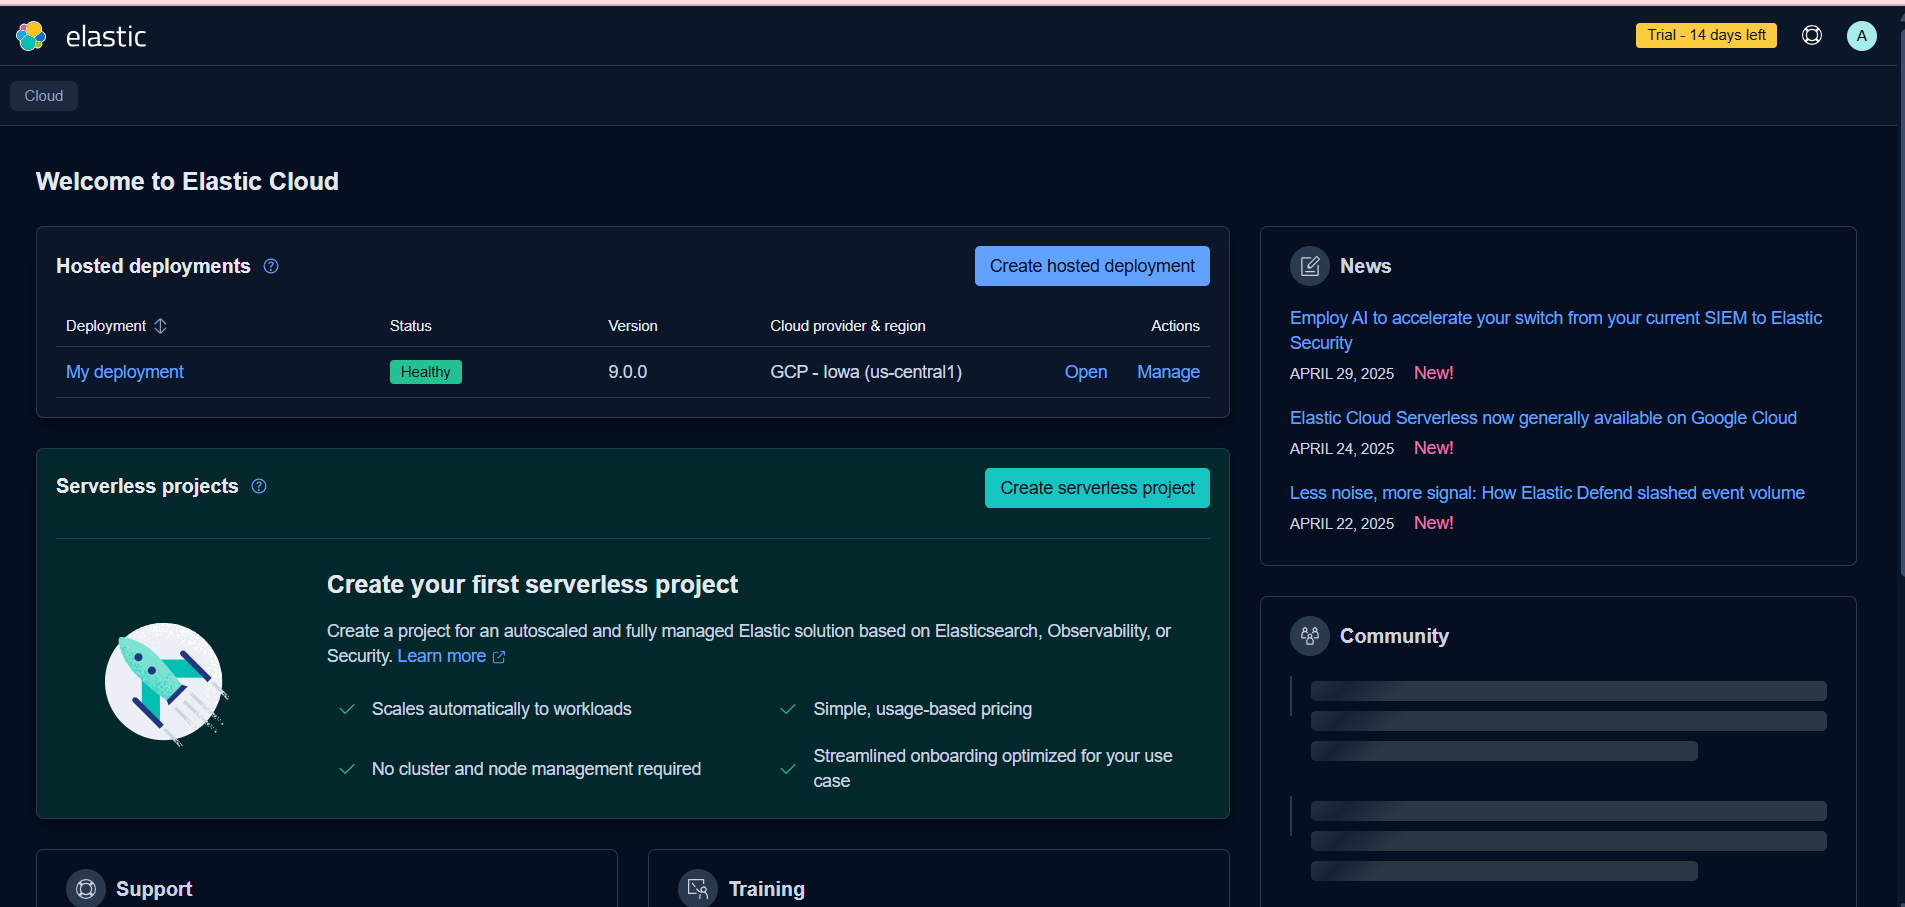 elastic
Trial - 14 days left
A
Cloud
Welcome to Elastic Cloud
Hosted deployments
Create hosted deployment
Deployment Status Version Cloud provider & region Actions
My deployment Healthy 9.0.0 GCP - Iowa (us-central1) Open Manage
Serverless projects
Create serverless project
Create your first serverless project
Create a project for an autoscaled and fully managed Elastic solution based on Elasticsearch, Observability, or
Security. Learn more
Scales automatically to workloads
Simple, usage-based pricing
No cluster and node management required
Streamlined onboarding optimized for your use
case
Support
Training
News
Employ AI to accelerate your switch from your current SIEM to Elastic
Security
APRIL 29, 2025 New!
Elastic Cloud Serverless now generally available on Google Cloud
APRIL 24, 2025 New!
Less noise, more signal: How Elastic Defend slashed event volume
APRIL 22, 2025 New!
Community